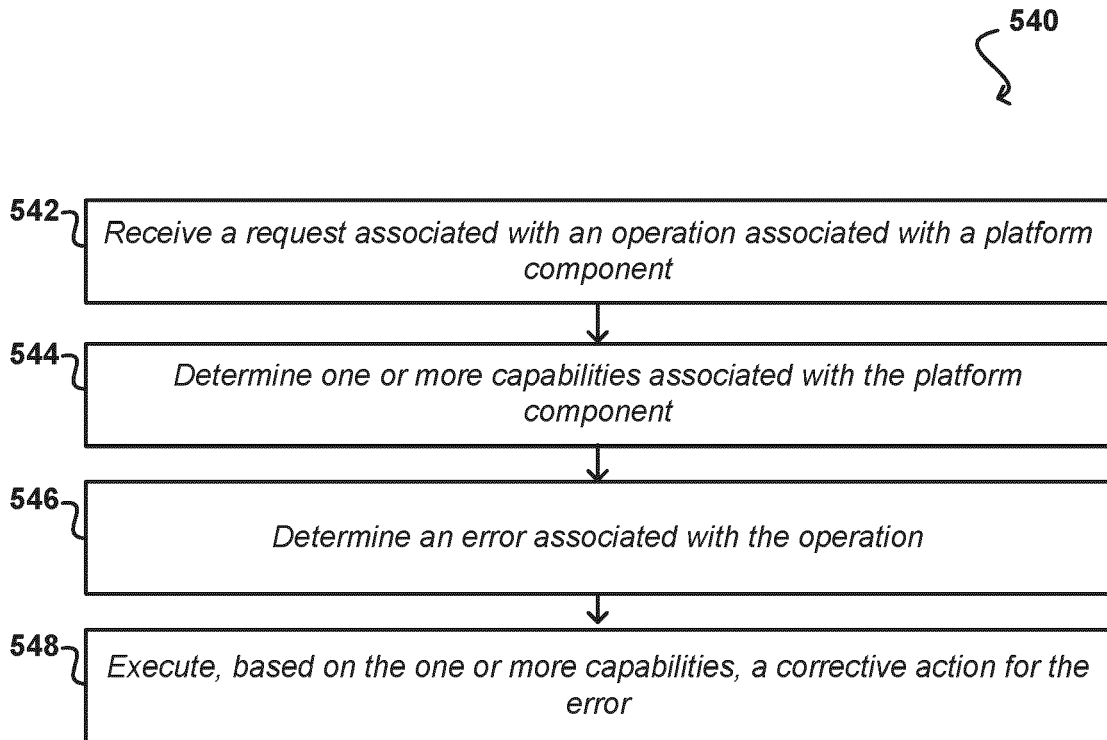 540
542
Receive a request associated with an operation associated with a platform
component
544
Determine one or more capabilities associated with the platform
component
546
Determine an error associated with the operation
548
Execute, based on the one or more capabilities, a corrective action for the
error